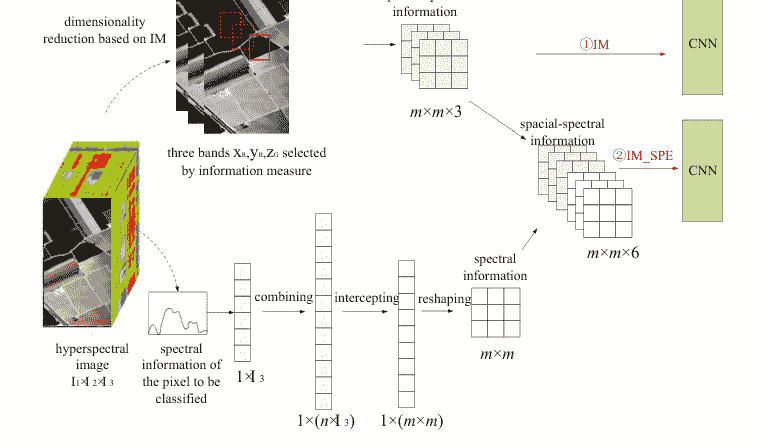 dimensionality
reduction based on IM
information
①IM
CNN
m×m×3
three bands xR,yB,zG selected
by information measure
spacial-spectral
information
②IM_SPE
CNN
m×m×6
spectral
information
combining
intercepting
reshaping
m×m
hyperspectral
image
I1×I2×I3
spectral
information of
the pixel to be
classified
1×I3
1×(n×I3)
1×(m×m)